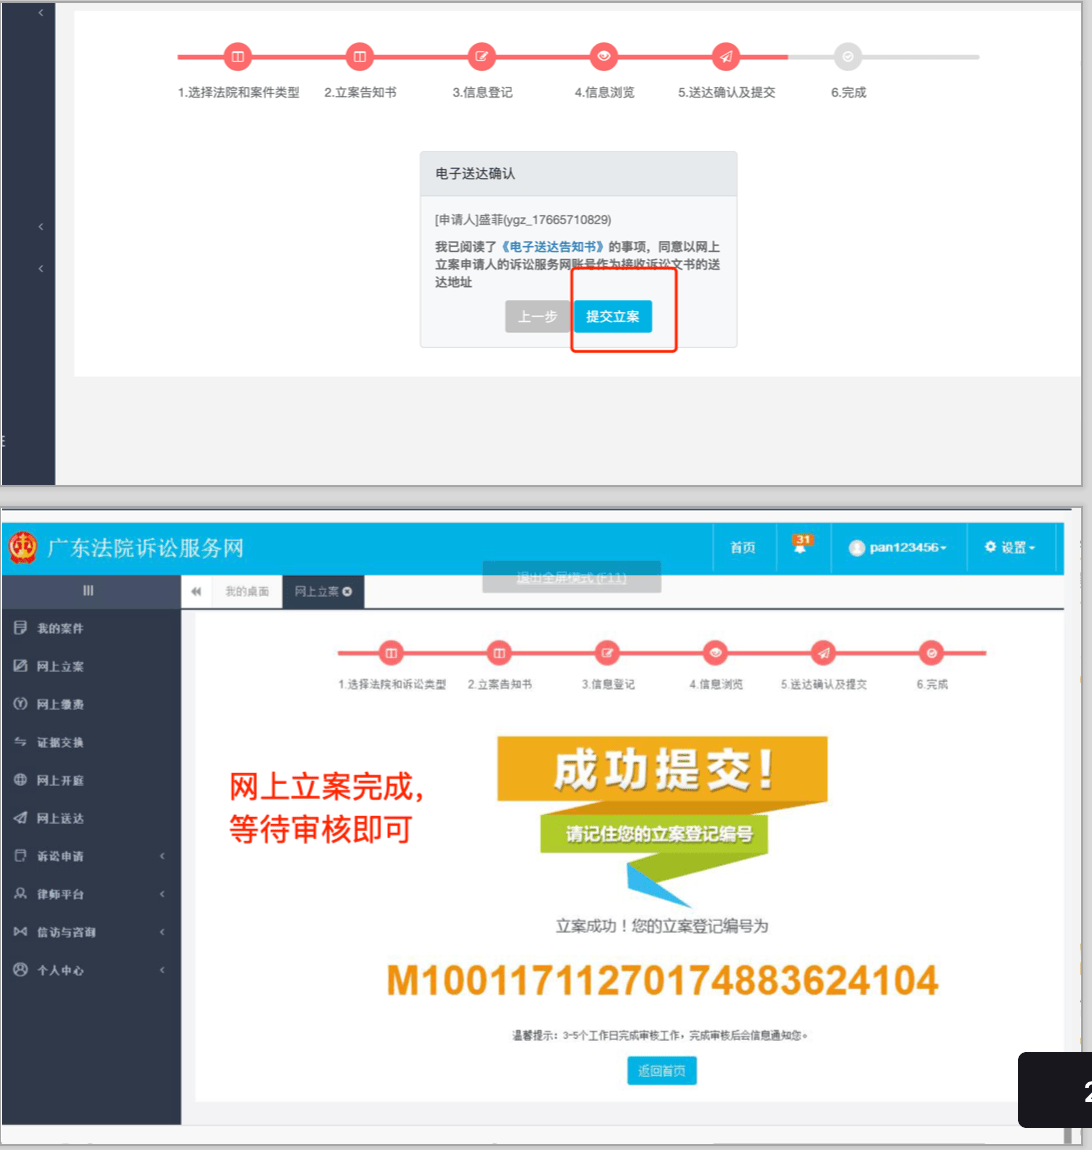 1.选择法院和案件类型
2.立案告知书
3.信息登记
4.信息浏览
5.送达确认及提交
6.完成
电子送达确认
[申请人]盛菲(ygz_17665710829)
我已阅读了《电子送达告知书》的事项，同意以网上
立案申请人的诉讼服务网账号作为接收诉讼文书的送
达地址
上一步
提交立案
广东法院诉讼服务网
首页
31
pan123456
设置
退出全屏模式 (F11)
我的桌面
网上立案
我的案件
网上立案
网上缴费
证据交换
网上开庭
网上送达
诉讼申请
律师平台
信访与咨询
个人中心
1.选择法院和诉讼类型
2.立案告知书
3.信息登记
4.信息浏览
5.送达确认及提交
6.完成
网上立案完成，
等待审核即可
成功提交！
请记住您的立案登记编号
立案成功！您的立案登记编号为
M100117112701748836​24104
温馨提示：3-5个工作日完成审核工作，完成审核后会信息通知您。
返回首页
2